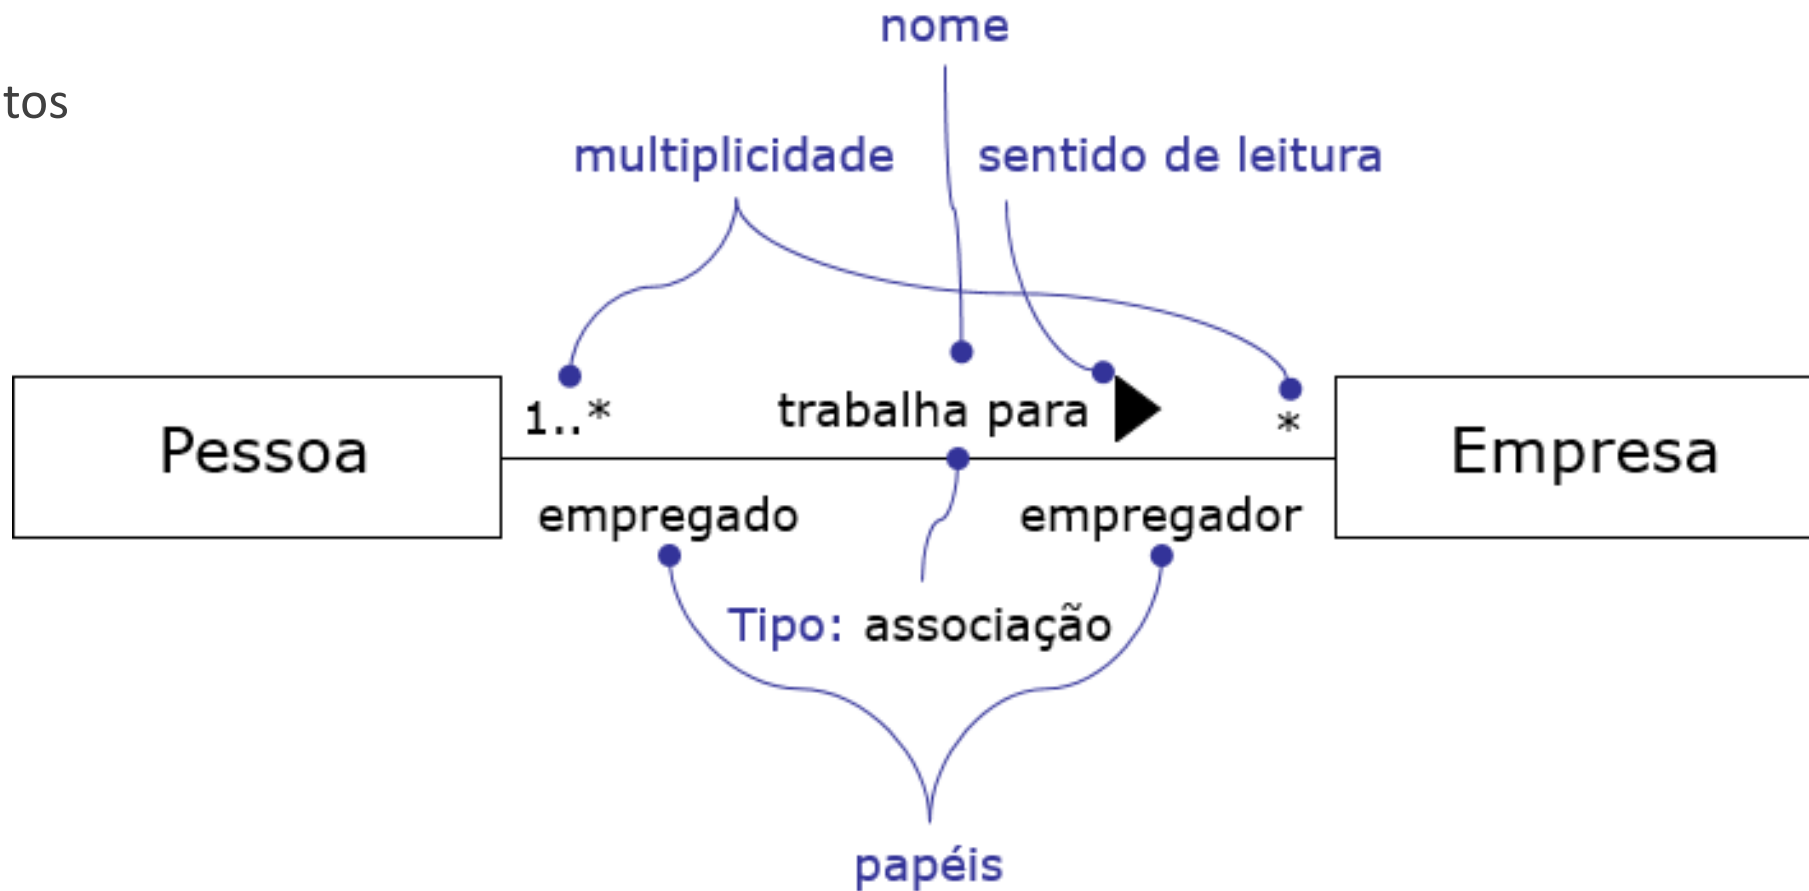 nome
tos
multiplicidade sentido de leitura
1..* trabalha para *
Pessoa Empresa
empregado empregador
Tipo: associação
papéis